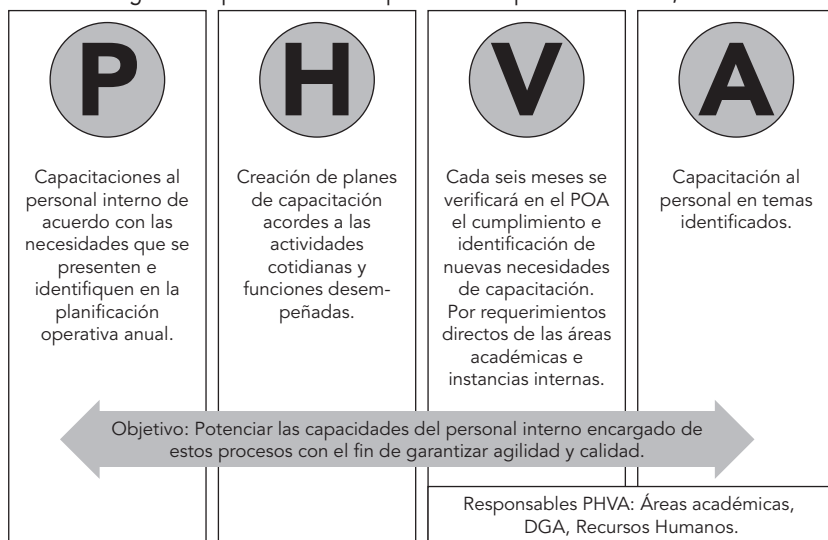 P
Capacitaciones al
personal interno de
acuerdo con las
necesidades que se
presenten e
identifiquen en la
planificación
operativa anual.
H
Creación de planes
de capacitación
acordes a las
actividades
cotidianas y
funciones desem-
peñadas.
V
Cada seis meses se
verificará en el POA
el cumplimiento e
identificación de
nuevas necesidades
de capacitación.
Por requerimientos
directos de las áreas
académicas e
instancias internas.
A
Capacitación al
personal en temas
identificados.
Objetivo: Potenciar las capacidades del personal interno encargado de
estos procesos con el fin de garantizar agilidad y calidad.
Responsables PHVA: Áreas académicas,
DGA, Recursos Humanos.